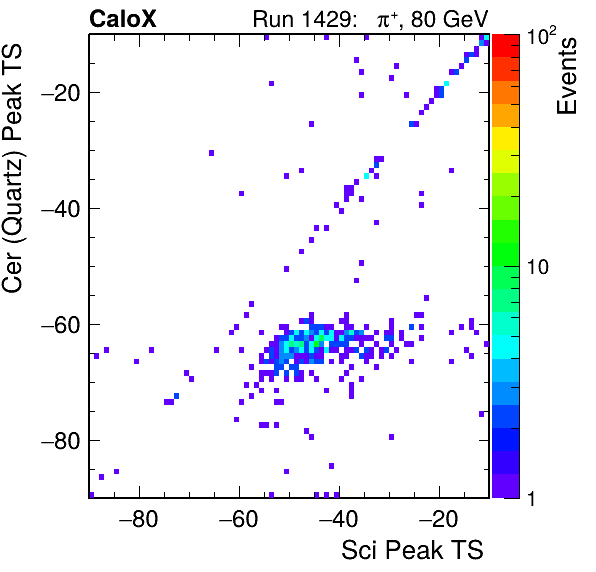 CaloX Run 1429: π+, 80 GeV
Cer (Quartz) Peak TS
−20
−40
−60
−80
−80 −60 −40 −20
Sci Peak TS
10²
10
1
Events